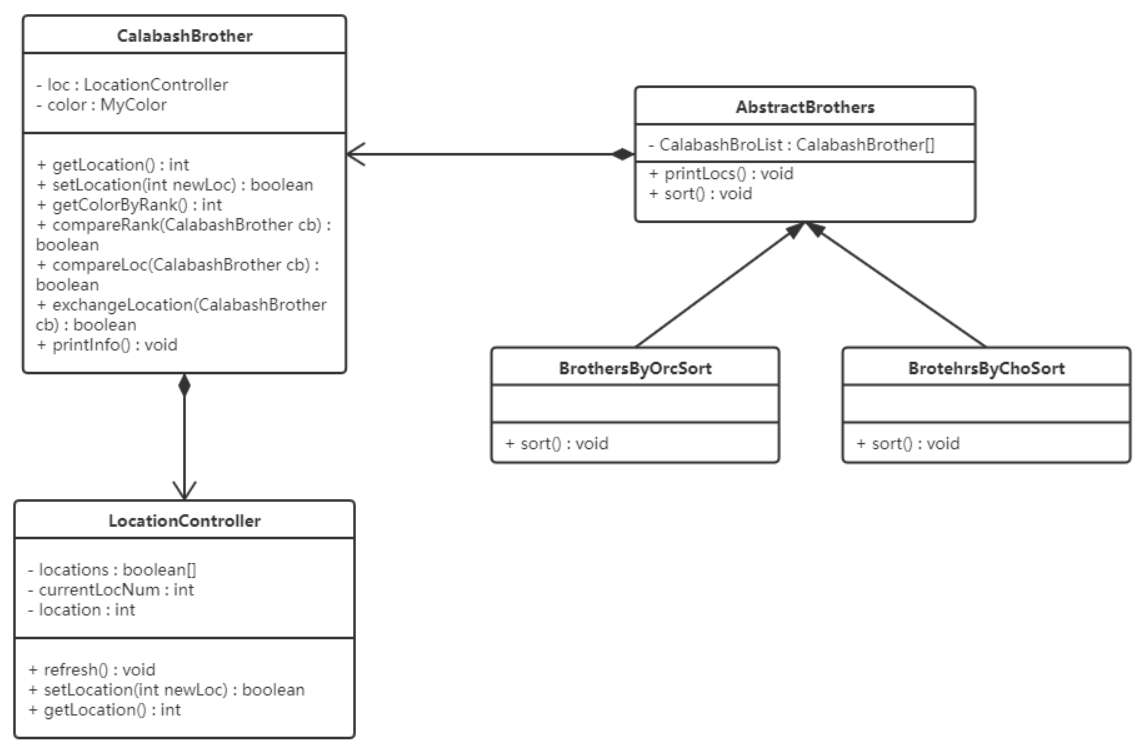 CalabashBrother
- loc : LocationController
- color : MyColor
+ getLocation() : int
+ setLocation(int newLoc) : boolean
+ getColorByRank() : int
+ compareRank(CalabashBrother cb) :
boolean
+ compareLoc(CalabashBrother cb) :
boolean
+ exchangeLocation(CalabashBrother
cb) : boolean
+ printInfo() : void
AbstractBrothers
- CalabashBroList : CalabashBrother[]
+ printLocs() : void
+ sort() : void
BrothersByOrcSort
+ sort() : void
BrotehrsByChoSort
+ sort() : void
LocationController
- locations : boolean[]
- currentLocNum : int
- location : int
+ refresh() : void
+ setLocation(int newLoc) : boolean
+ getLocation() : int